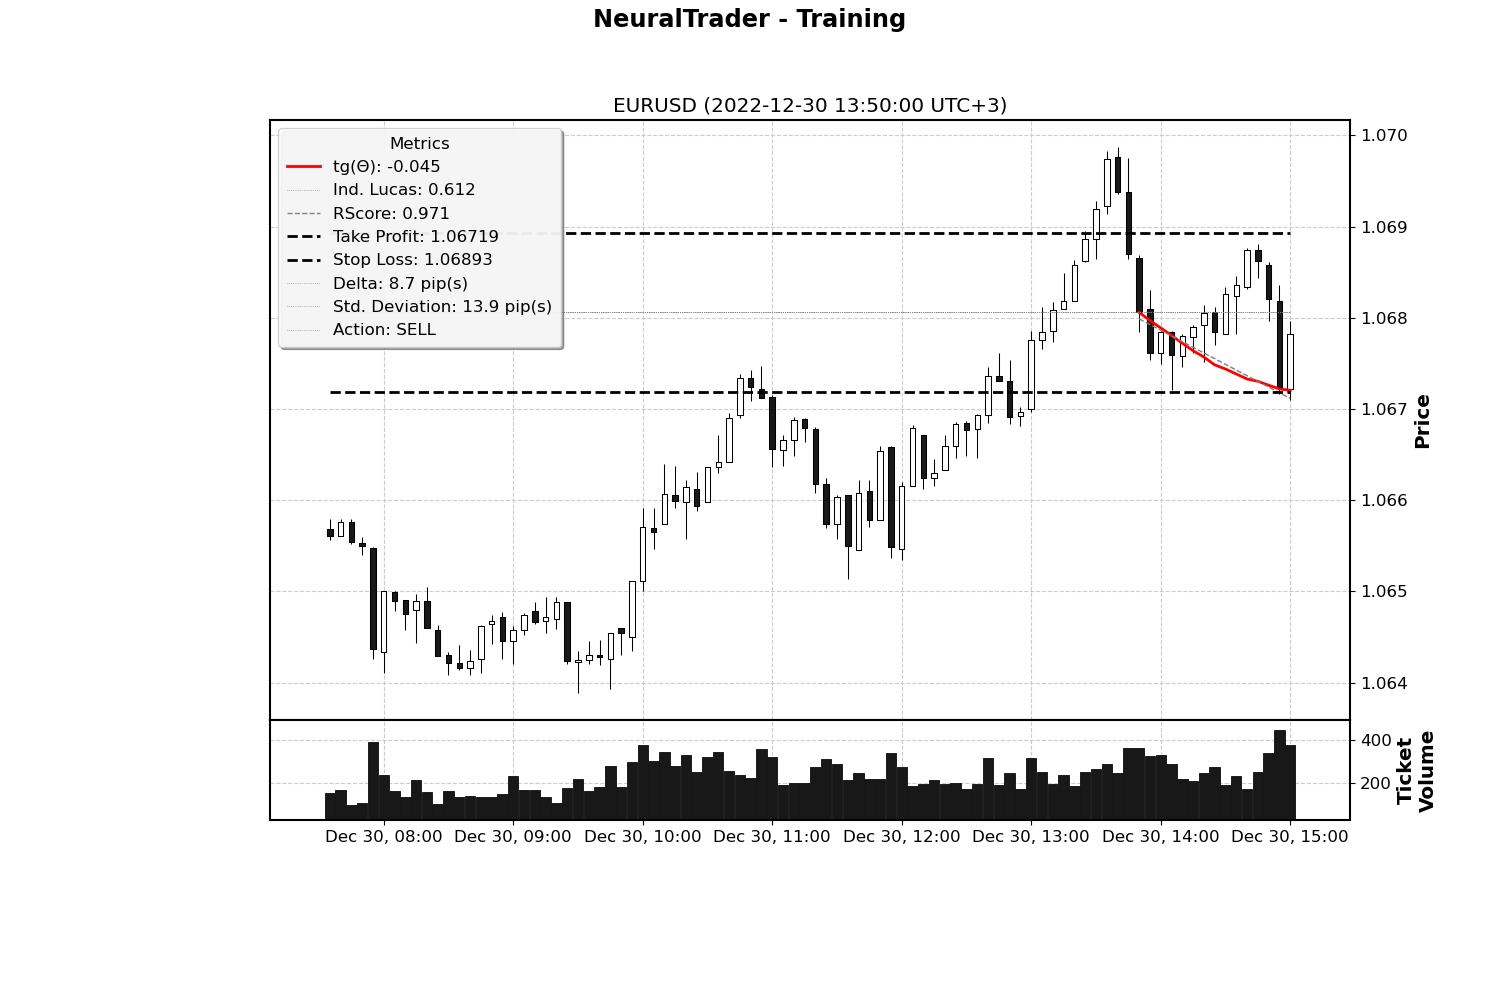 NeuralTrader - Training
EURUSD (2022-12-30 13:50:00 UTC+3)
Metrics
tg(Θ): -0.045
Ind. Lucas: 0.612
RScore: 0.971
Take Profit: 1.06719
Stop Loss: 1.06893
Delta: 8.7 pip(s)
Std. Deviation: 13.9 pip(s)
Action: SELL
1.070
1.069
1.068
1.067
1.066
1.065
1.064
Price
400
200
Ticket
Volume
Dec 30, 08:00
Dec 30, 09:00
Dec 30, 10:00
Dec 30, 11:00
Dec 30, 12:00
Dec 30, 13:00
Dec 30, 14:00
Dec 30, 15:00